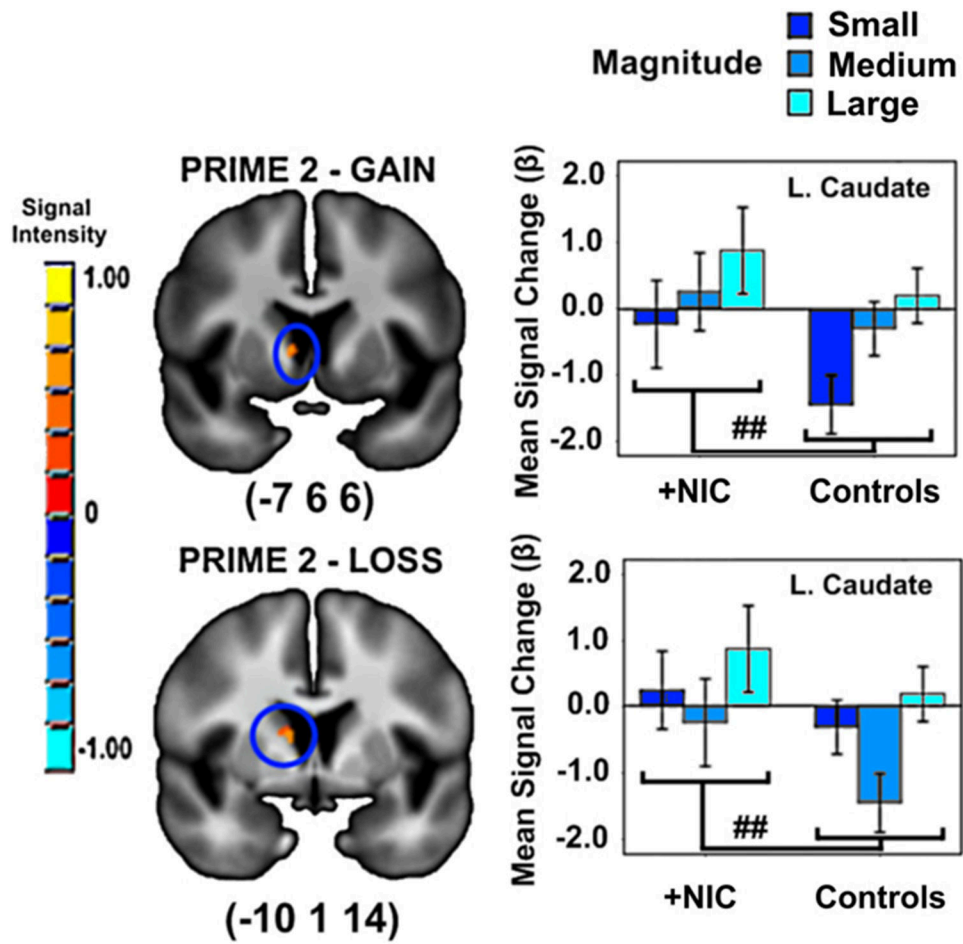 Magnitude
Small
Medium
Large
PRIME 2 - GAIN
Signal
Intensity
1.00
0
-1.00
(-7 6 6)
Mean Signal Change (β)
2.0
1.0
0.0
-1.0
-2.0
L. Caudate
##
+NIC
Controls
PRIME 2 - LOSS
(-10 1 14)
Mean Signal Change (β)
2.0
1.0
0.0
-1.0
-2.0
L. Caudate
##
+NIC
Controls